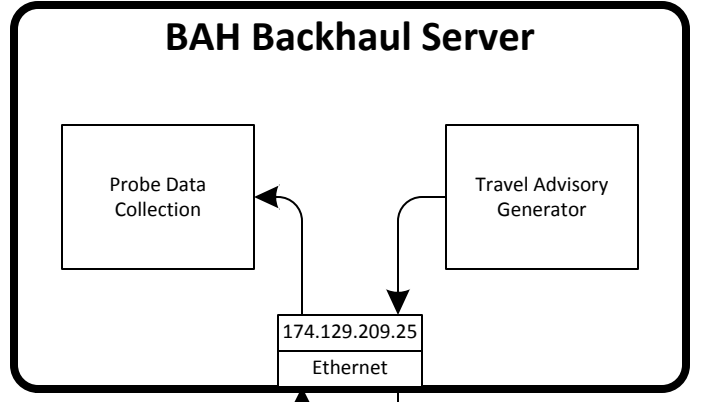 BAH Backhaul Server
Probe Data
Collection
Travel Advisory
Generator
174.129.209.25
Ethernet